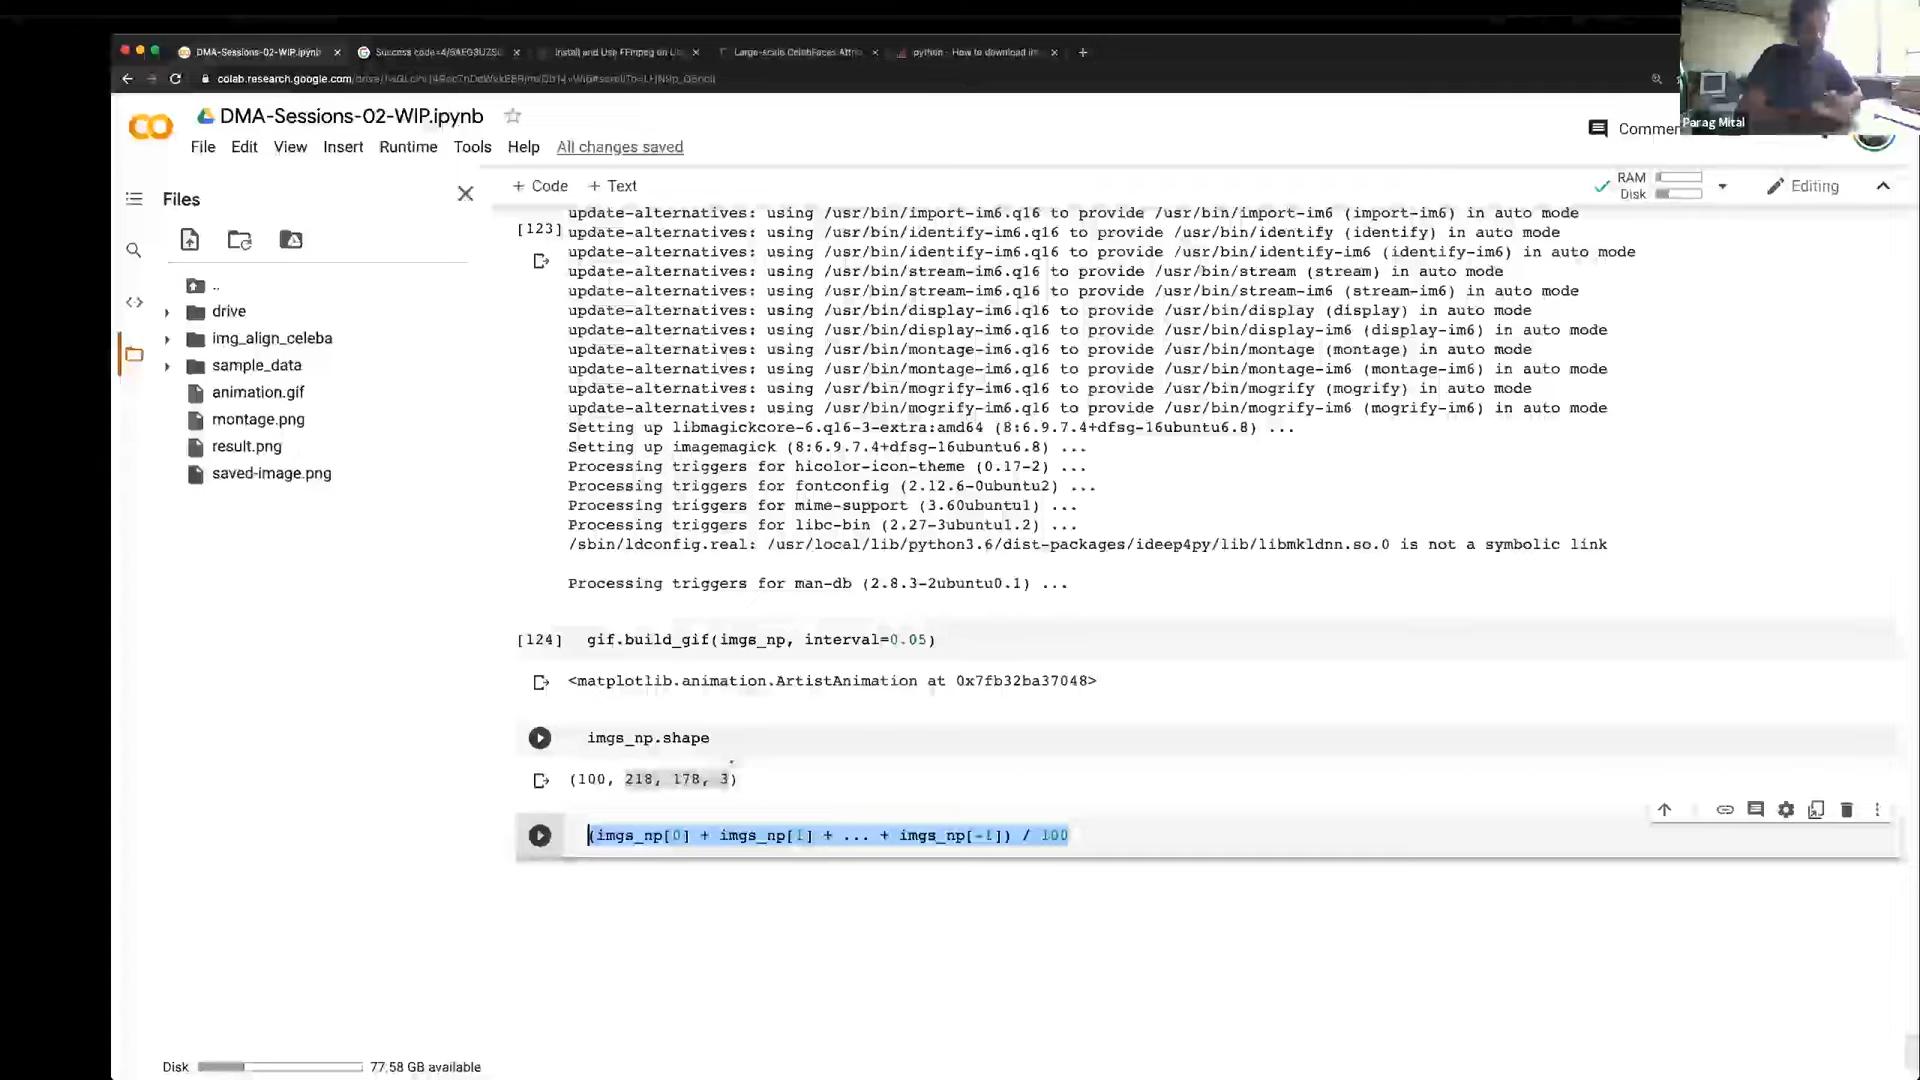 DMA-Sessions-02-WIP.ipynb
Success code=4/
Install and Use FFmpeg on
Large-scale CelebFaces Attri
python - How to download
colab.research.google.com
Parag Mital
DMA-Sessions-02-WIP.ipynb
File Edit View Insert Runtime Tools Help All changes saved
Files
+ Code + Text
RAM
Disk
Editing
..
drive
img_align_celeba
sample_data
animation.gif
montage.png
result.png
saved-image.png
update-alternatives: using /usr/bin/import-im6.q16 to provide /usr/bin/import-im6 (import-im6) in auto mode
[123] update-alternatives: using /usr/bin/identify-im6.q16 to provide /usr/bin/identify (identify) in auto mode
update-alternatives: using /usr/bin/identify-im6.q16 to provide /usr/bin/identify-im6 (identify-im6) in auto mode
update-alternatives: using /usr/bin/stream-im6.q16 to provide /usr/bin/stream (stream) in auto mode
update-alternatives: using /usr/bin/stream-im6.q16 to provide /usr/bin/stream-im6 (stream-im6) in auto mode
update-alternatives: using /usr/bin/display-im6.q16 to provide /usr/bin/display (display) in auto mode
update-alternatives: using /usr/bin/display-im6.q16 to provide /usr/bin/display-im6 (display-im6) in auto mode
update-alternatives: using /usr/bin/montage-im6.q16 to provide /usr/bin/montage (montage) in auto mode
update-alternatives: using /usr/bin/montage-im6.q16 to provide /usr/bin/montage-im6 (montage-im6) in auto mode
update-alternatives: using /usr/bin/mogrify-im6.q16 to provide /usr/bin/mogrify (mogrify) in auto mode
update-alternatives: using /usr/bin/mogrify-im6.q16 to provide /usr/bin/mogrify-im6 (mogrify-im6) in auto mode
Setting up libmagickcore-6.q16-3-extra:amd64 (8:6.9.7.4+dfsg-16ubuntu6.8) ...
Setting up imagemagick (8:6.9.7.4+dfsg-16ubuntu6.8) ...
Processing triggers for hicolor-icon-theme (0.17-2) ...
Processing triggers for fontconfig (2.12.6-0ubuntu2) ...
Processing triggers for mime-support (3.60ubuntu1) ...
Processing triggers for libc-bin (2.27-3ubuntu1.2) ...
/sbin/ldconfig.real: /usr/local/lib/python3.6/dist-packages/ideep4py/lib/libmkldnn.so.0 is not a symbolic link
Processing triggers for man-db (2.8.3-2ubuntu0.1) ...
[124] gif.build_gif(imgs_np, interval=0.05)
<matplotlib.animation.ArtistAnimation at 0x7fb32ba37048>
imgs_np.shape
(100, 218, 178, 3)
(imgs_np[0] + imgs_np[1] + ... + imgs_np[-1]) / 100
Disk 77.58 GB available